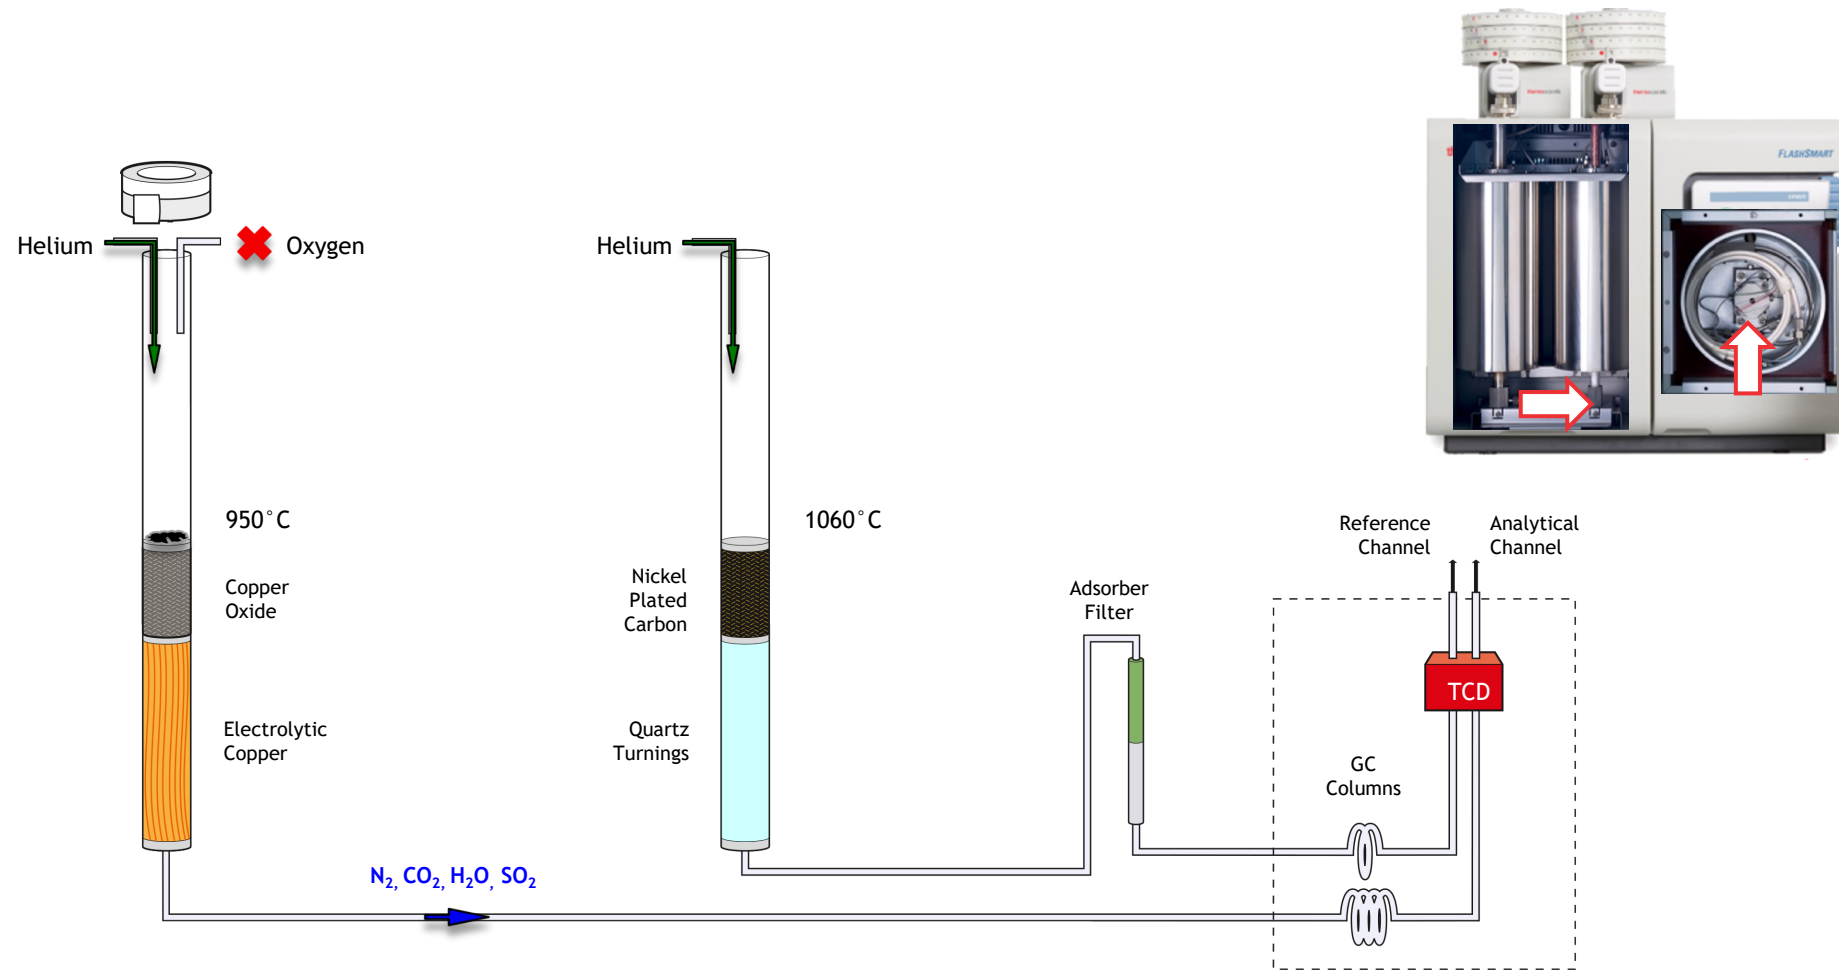 FLASHSMART
Helium
Oxygen
Helium
950°C
1060°C
Reference
Channel
Analytical
Channel
Copper
Oxide
Nickel
Plated
Carbon
Adsorber
Filter
TCD
Electrolytic
Copper
Quartz
Turnings
GC
Columns
N₂, CO₂, H₂O, SO₂